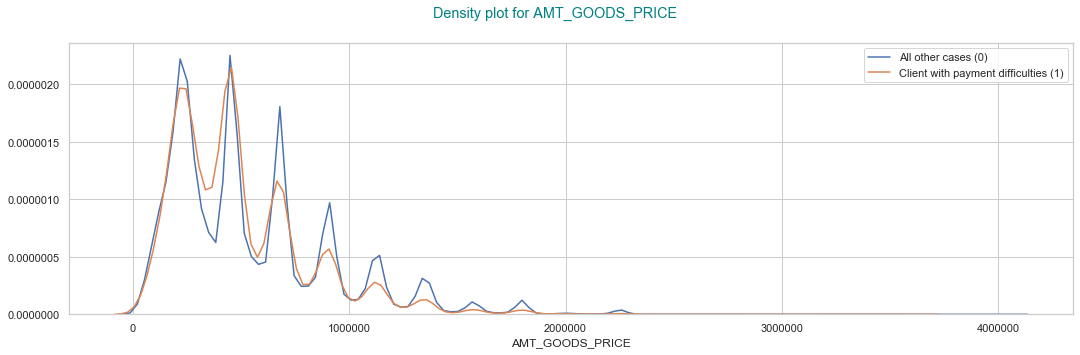 Density plot for AMT_GOODS_PRICE
All other cases (0)
Client with payment difficulties (1)
0.0000020
0.0000015
0.0000010
0.0000005
0.0000000
0
1000000
2000000
3000000
4000000
AMT_GOODS_PRICE